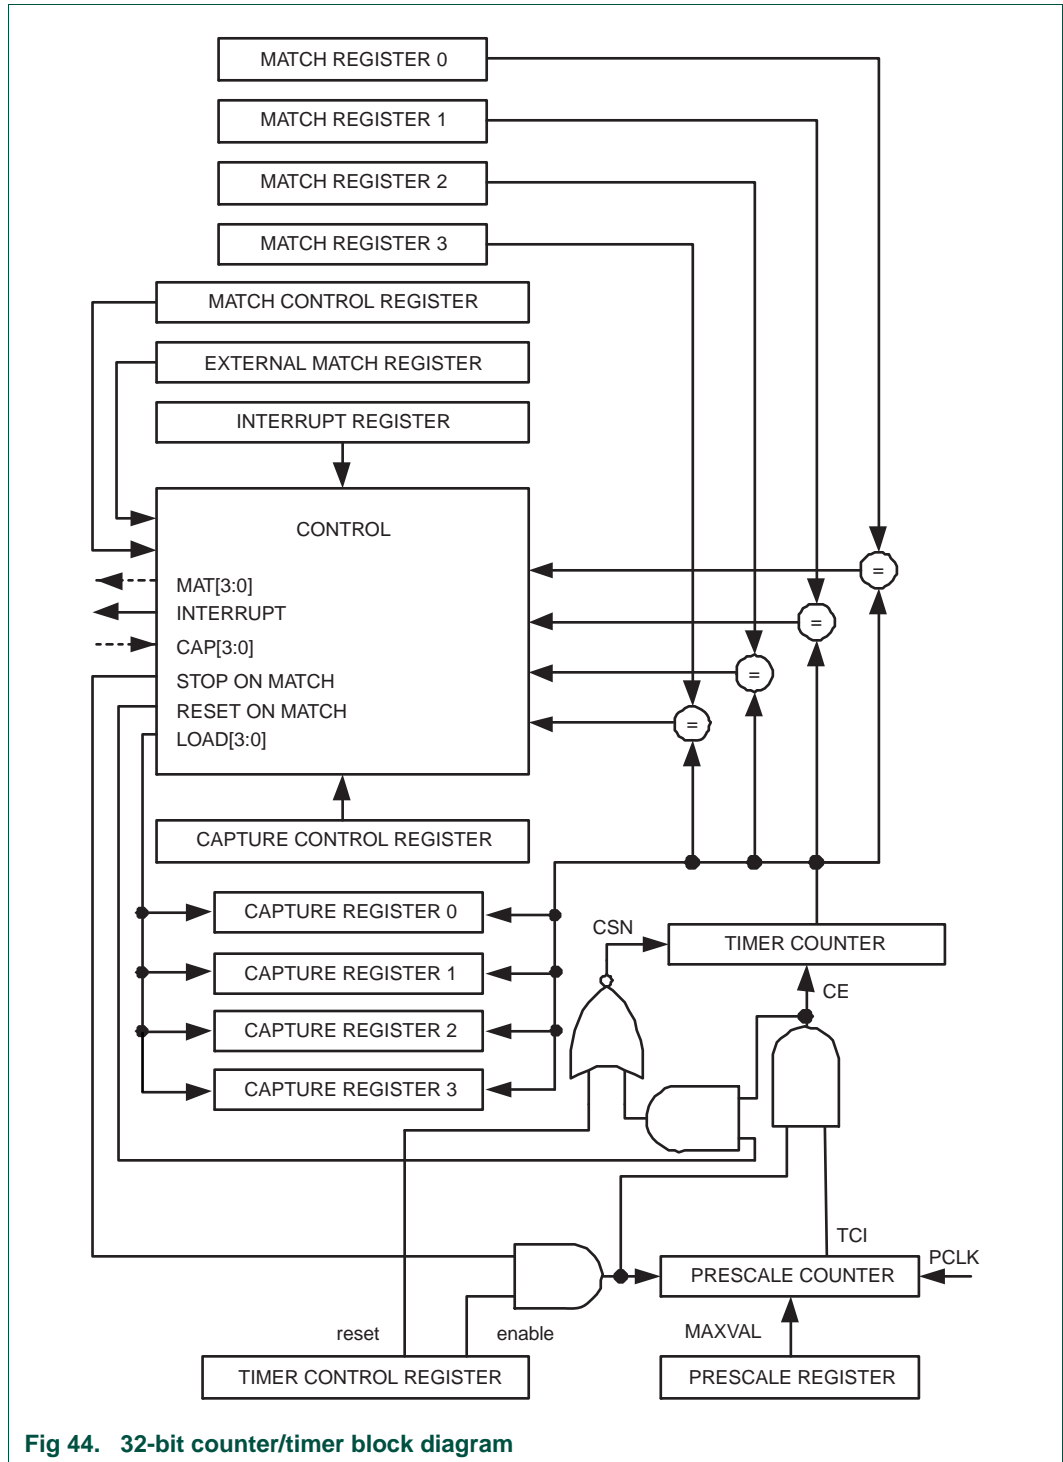 MATCH REGISTER 0
MATCH REGISTER 1
MATCH REGISTER 2
MATCH REGISTER 3
MATCH CONTROL REGISTER
EXTERNAL MATCH REGISTER
INTERRUPT REGISTER
CONTROL
=
MAT[3:0]
INTERRUPT
=
CAP[3:0]
=
STOP ON MATCH
RESET ON MATCH
=
LOAD[3:0]
CAPTURE CONTROL REGISTER
CAPTURE REGISTER 0
CSN
TIMER COUNTER
CAPTURE REGISTER 1
CE
CAPTURE REGISTER 2
CAPTURE REGISTER 3
TCI
PCLK
PRESCALE COUNTER
reset
enable
MAXVAL
TIMER CONTROL REGISTER
PRESCALE REGISTER
Fig 44. 32-bit counter/timer block diagram